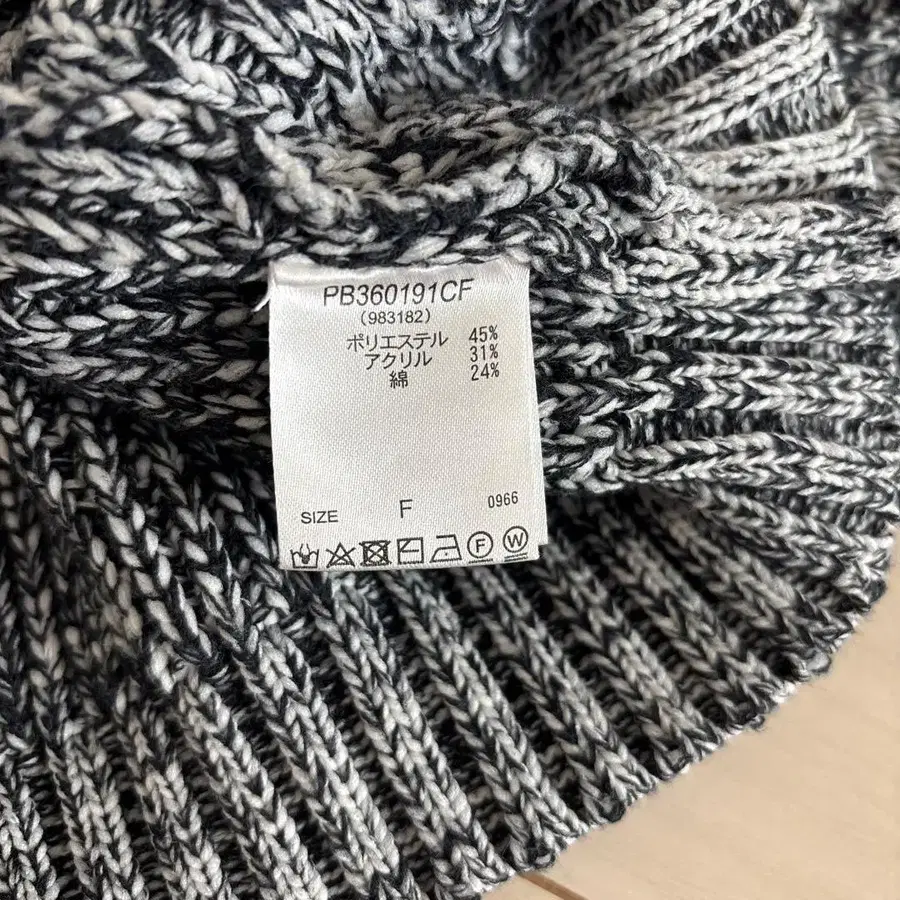 PB360191CF
(983182)
ポリエステル 45%
アクリル 31%
綿 24%
SIZE F 0966
F W